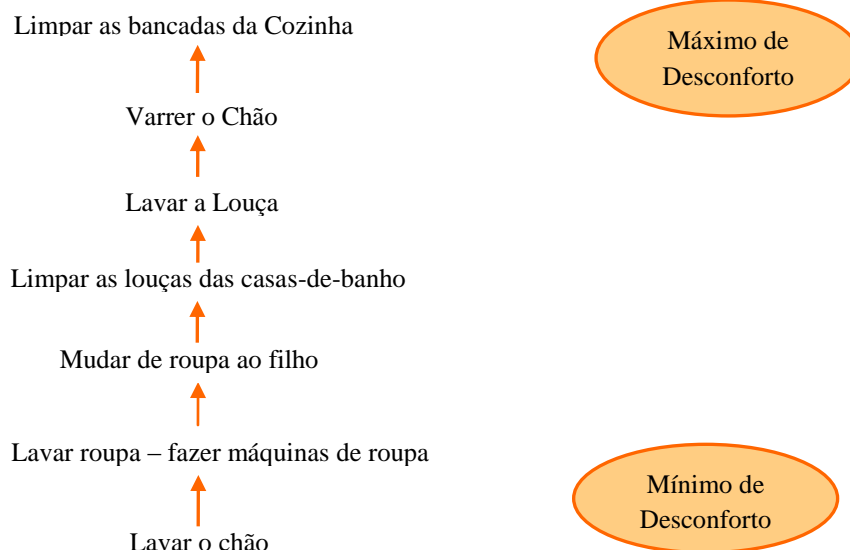 Limpar as bancadas da Cozinha
Máximo de
Desconforto
Varrer o Chão
Lavar a Louça
Limpar as louças das casas-de-banho
Mudar de roupa ao filho
Lavar roupa – fazer máquinas de roupa
Mínimo de
Desconforto
Lavar o chão